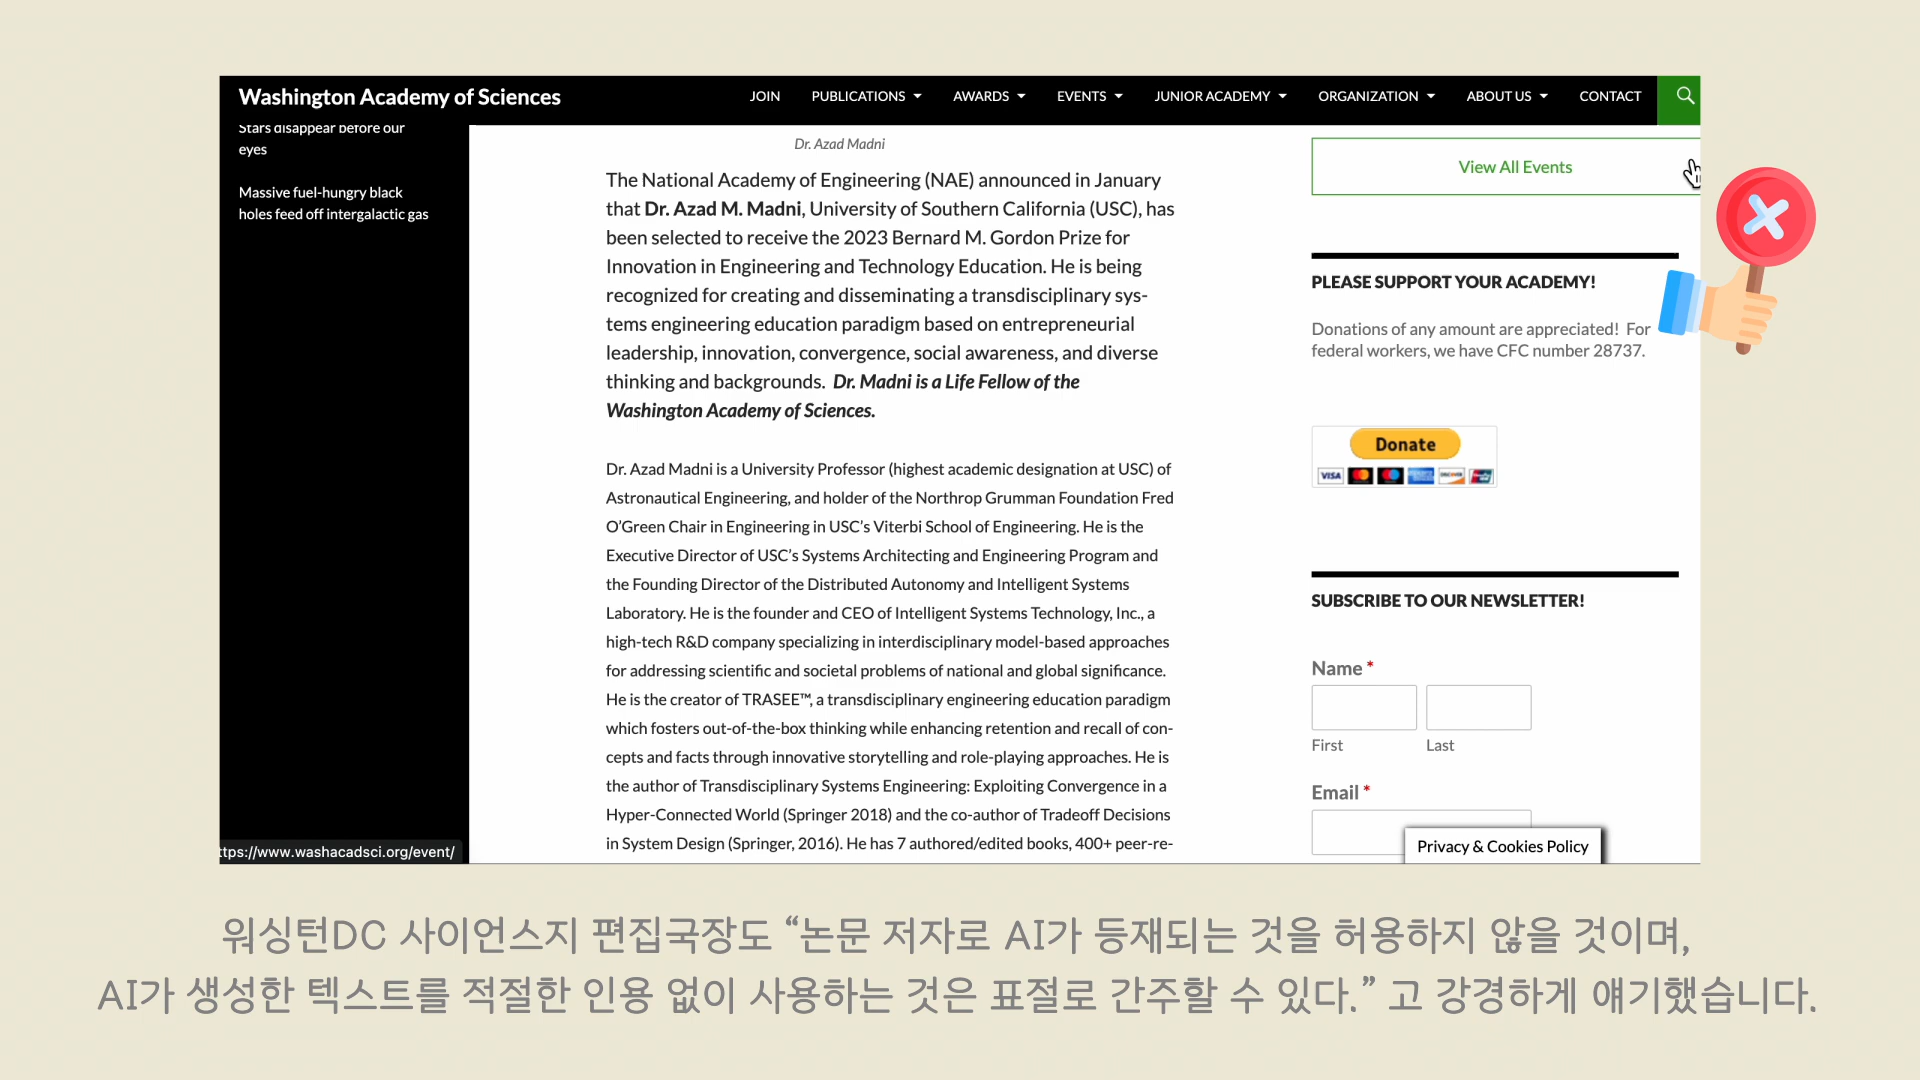 Washington Academy of Sciences
JOIN PUBLICATIONS AWARDS EVENTS JUNIOR ACADEMY ORGANIZATION ABOUT US CONTACT
Stars disappear before our
eyes
Massive fuel-hungry black
holes feed off intergalactic gas
Dr. Azad Madni
The National Academy of Engineering (NAE) announced in January
that Dr. Azad M. Madni, University of Southern California (USC), has
been selected to receive the 2023 Bernard M. Gordon Prize for
Innovation in Engineering and Technology Education. He is being
recognized for creating and disseminating a transdisciplinary sys-
tems engineering education paradigm based on entrepreneurial
leadership, innovation, convergence, social awareness, and diverse
thinking and backgrounds. Dr. Madni is a Life Fellow of the
Washington Academy of Sciences.
Dr. Azad Madni is a University Professor (highest academic designation at USC) of
Astronautical Engineering, and holder of the Northrop Grumman Foundation Fred
O'Green Chair in Engineering in USC's Viterbi School of Engineering. He is the
Executive Director of USC's Systems Architecting and Engineering Program and
the Founding Director of the Distributed Autonomy and Intelligent Systems
Laboratory. He is the founder and CEO of Intelligent Systems Technology, Inc., a
high-tech R&D company specializing in interdisciplinary model-based approaches
for addressing scientific and societal problems of national and global significance.
He is the creator of TRASEE™, a transdisciplinary engineering education paradigm
which fosters out-of-the-box thinking while enhancing retention and recall of con-
cepts and facts through innovative storytelling and role-playing approaches. He is
the author of Transdisciplinary Systems Engineering: Exploiting Convergence in a
Hyper-Connected World (Springer 2018) and the co-author of Tradeoff Decisions
in System Design (Springer, 2016). He has 7 authored/edited books, 400+ peer-re-
View All Events
PLEASE SUPPORT YOUR ACADEMY!
Donations of any amount are appreciated! For
federal workers, we have CFC number 28737.
Donate
VISA
SUBSCRIBE TO OUR NEWSLETTER!
Name *
First Last
Email *
Privacy & Cookies Policy
ttps://www.washacadsci.org/event/
워싱턴DC 사이언스지 편집국장도 “논문 저자로 AI가 등재되는 것을 허용하지 않을 것이며,
AI가 생성한 텍스트를 적절한 인용 없이 사용하는 것은 표절로 간주할 수 있다.” 고 강경하게 얘기했습니다.